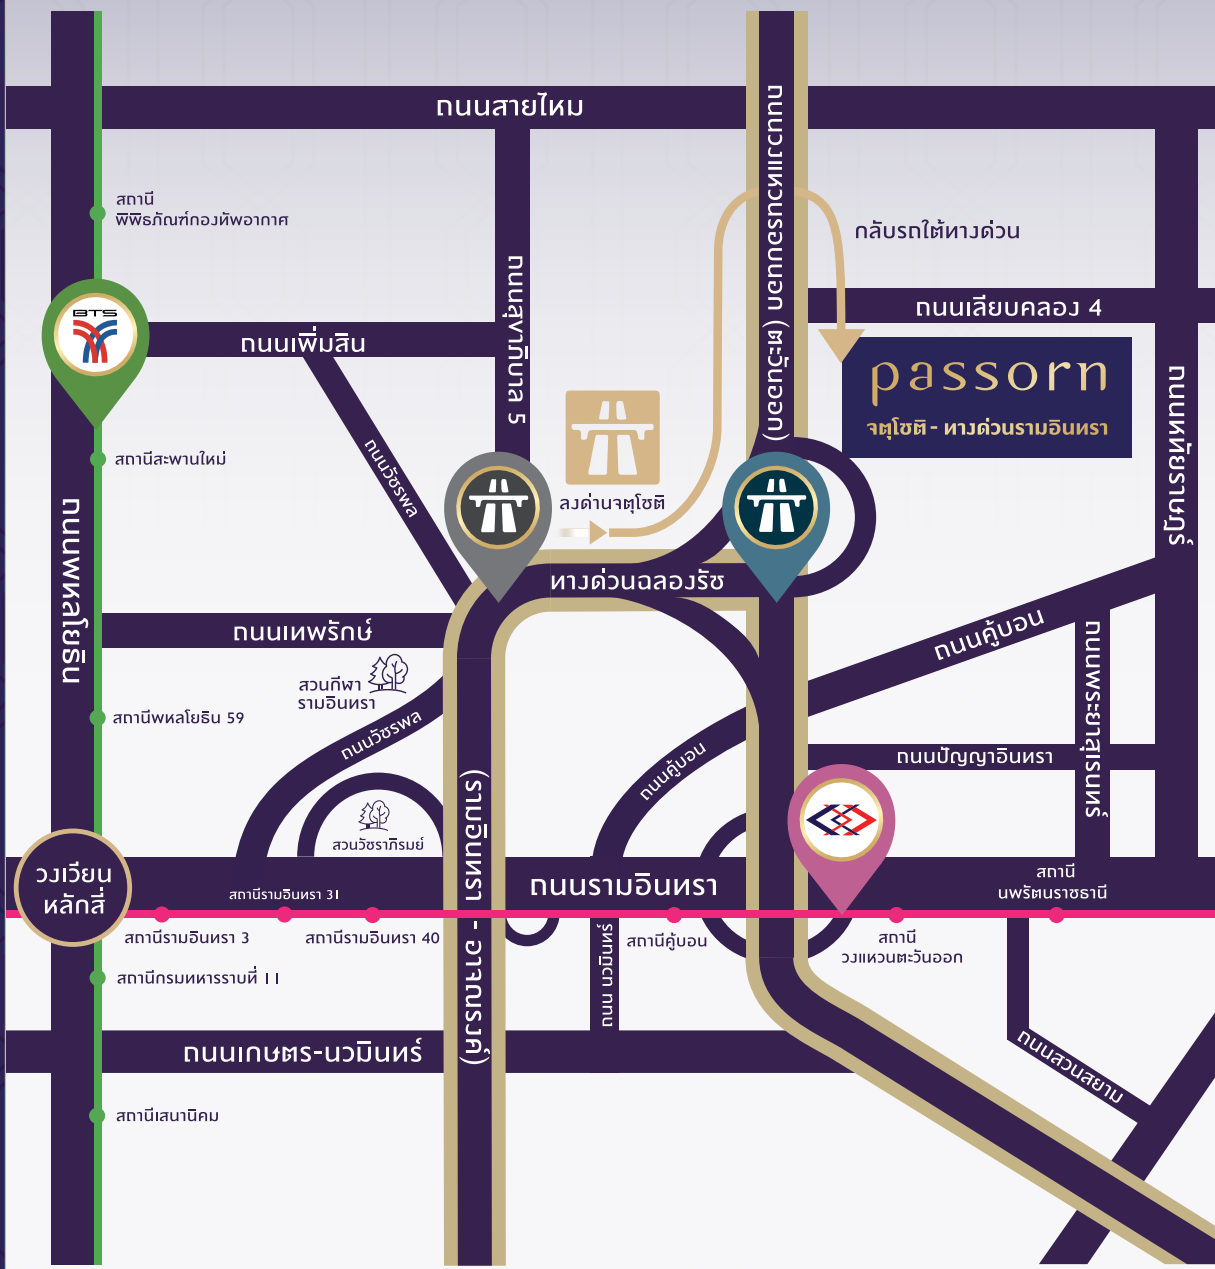 ถนนสายไหม
ถนนวงแหวนรอบนอก (ตะวันออก)
สถานี
พิพิธภัณฑ์กองทัพอากาศ
กลับรถใต้ทางด่วน
ถนนสุขาภิบาล 5
ถนนเลียบคลอง 4
BTS
ถนนเพิ่มสิน
passorn
จตุโชติ - ทางด่วนรามอินทรา
ถนนหทัยราษฎร์
สถานีสะพานใหม่
ถนนวัชรพล
ลงด่านจตุโชติ
ถนนพหลโยธิน
ทางด่วนฉลองรัช
ถนนเทพรักษ์
ถนนคู้บอน
ถนนพระยาสุเรนทร์
สวนกีฬา
รามอินทรา
สถานีพหลโยธิน 59
ถนนวัชรพล
ถนนคู้บอน
ถนนปัญญาอินทรา
(รามอินทรา - อาจณรงค์)
สวนวัชราภิรมย์
วงเวียน
หลักสี่
ถนนรามอินทรา
สถานี
นพรัตนราชธานี
สถานีรามอินทรา 31
สถานีรามอินทรา 3
สถานีรามอินทรา 40
สถานีคู้บอน
สถานี
วงแหวนตะวันออก
ถนน นวมินทร์
สถานีกรมทหารราบที่ 11
ถนนเกษตร-นวมินทร์
ถนนสวนสยาม
สถานีเสนานิคม